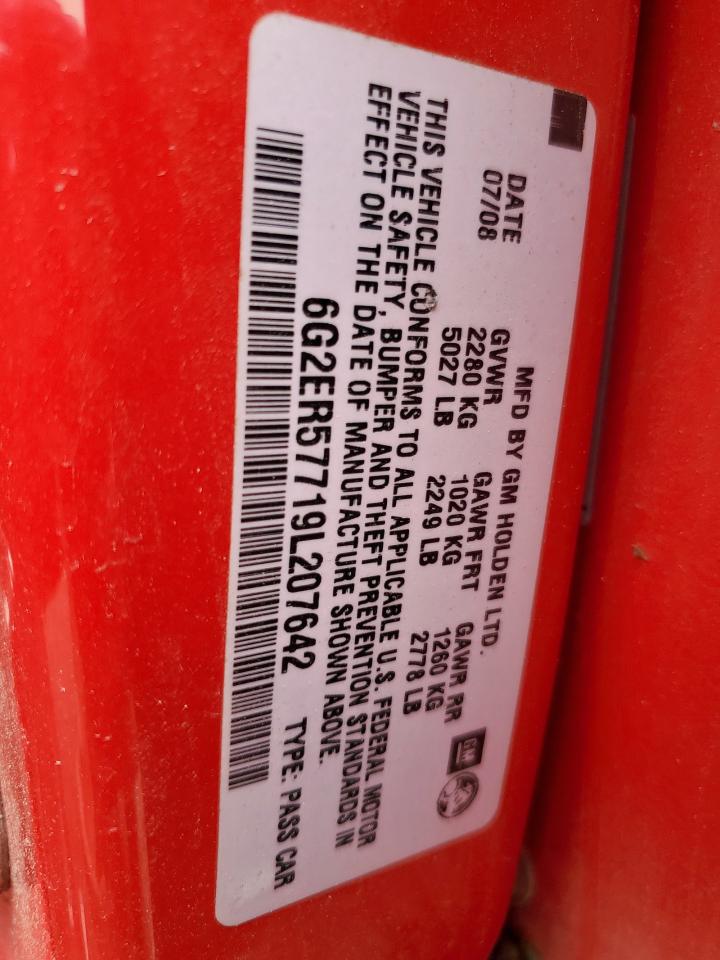 MFD BY GM HOLDEN LTD.
DATE GVWR GAWR FRT GAWR RR
07/08 2280 KG 1020 KG 1260 KG
5027 LB 2249 LB 2778 LB
GM
THIS VEHICLE CONFORMS TO ALL APPLICABLE U.S. FEDERAL MOTOR
VEHICLE SAFETY, BUMPER AND THEFT PREVENTION STANDARDS IN
EFFECT ON THE DATE OF MANUFACTURE SHOWN ABOVE.
6G2ER57719L207642 TYPE: PASS CAR